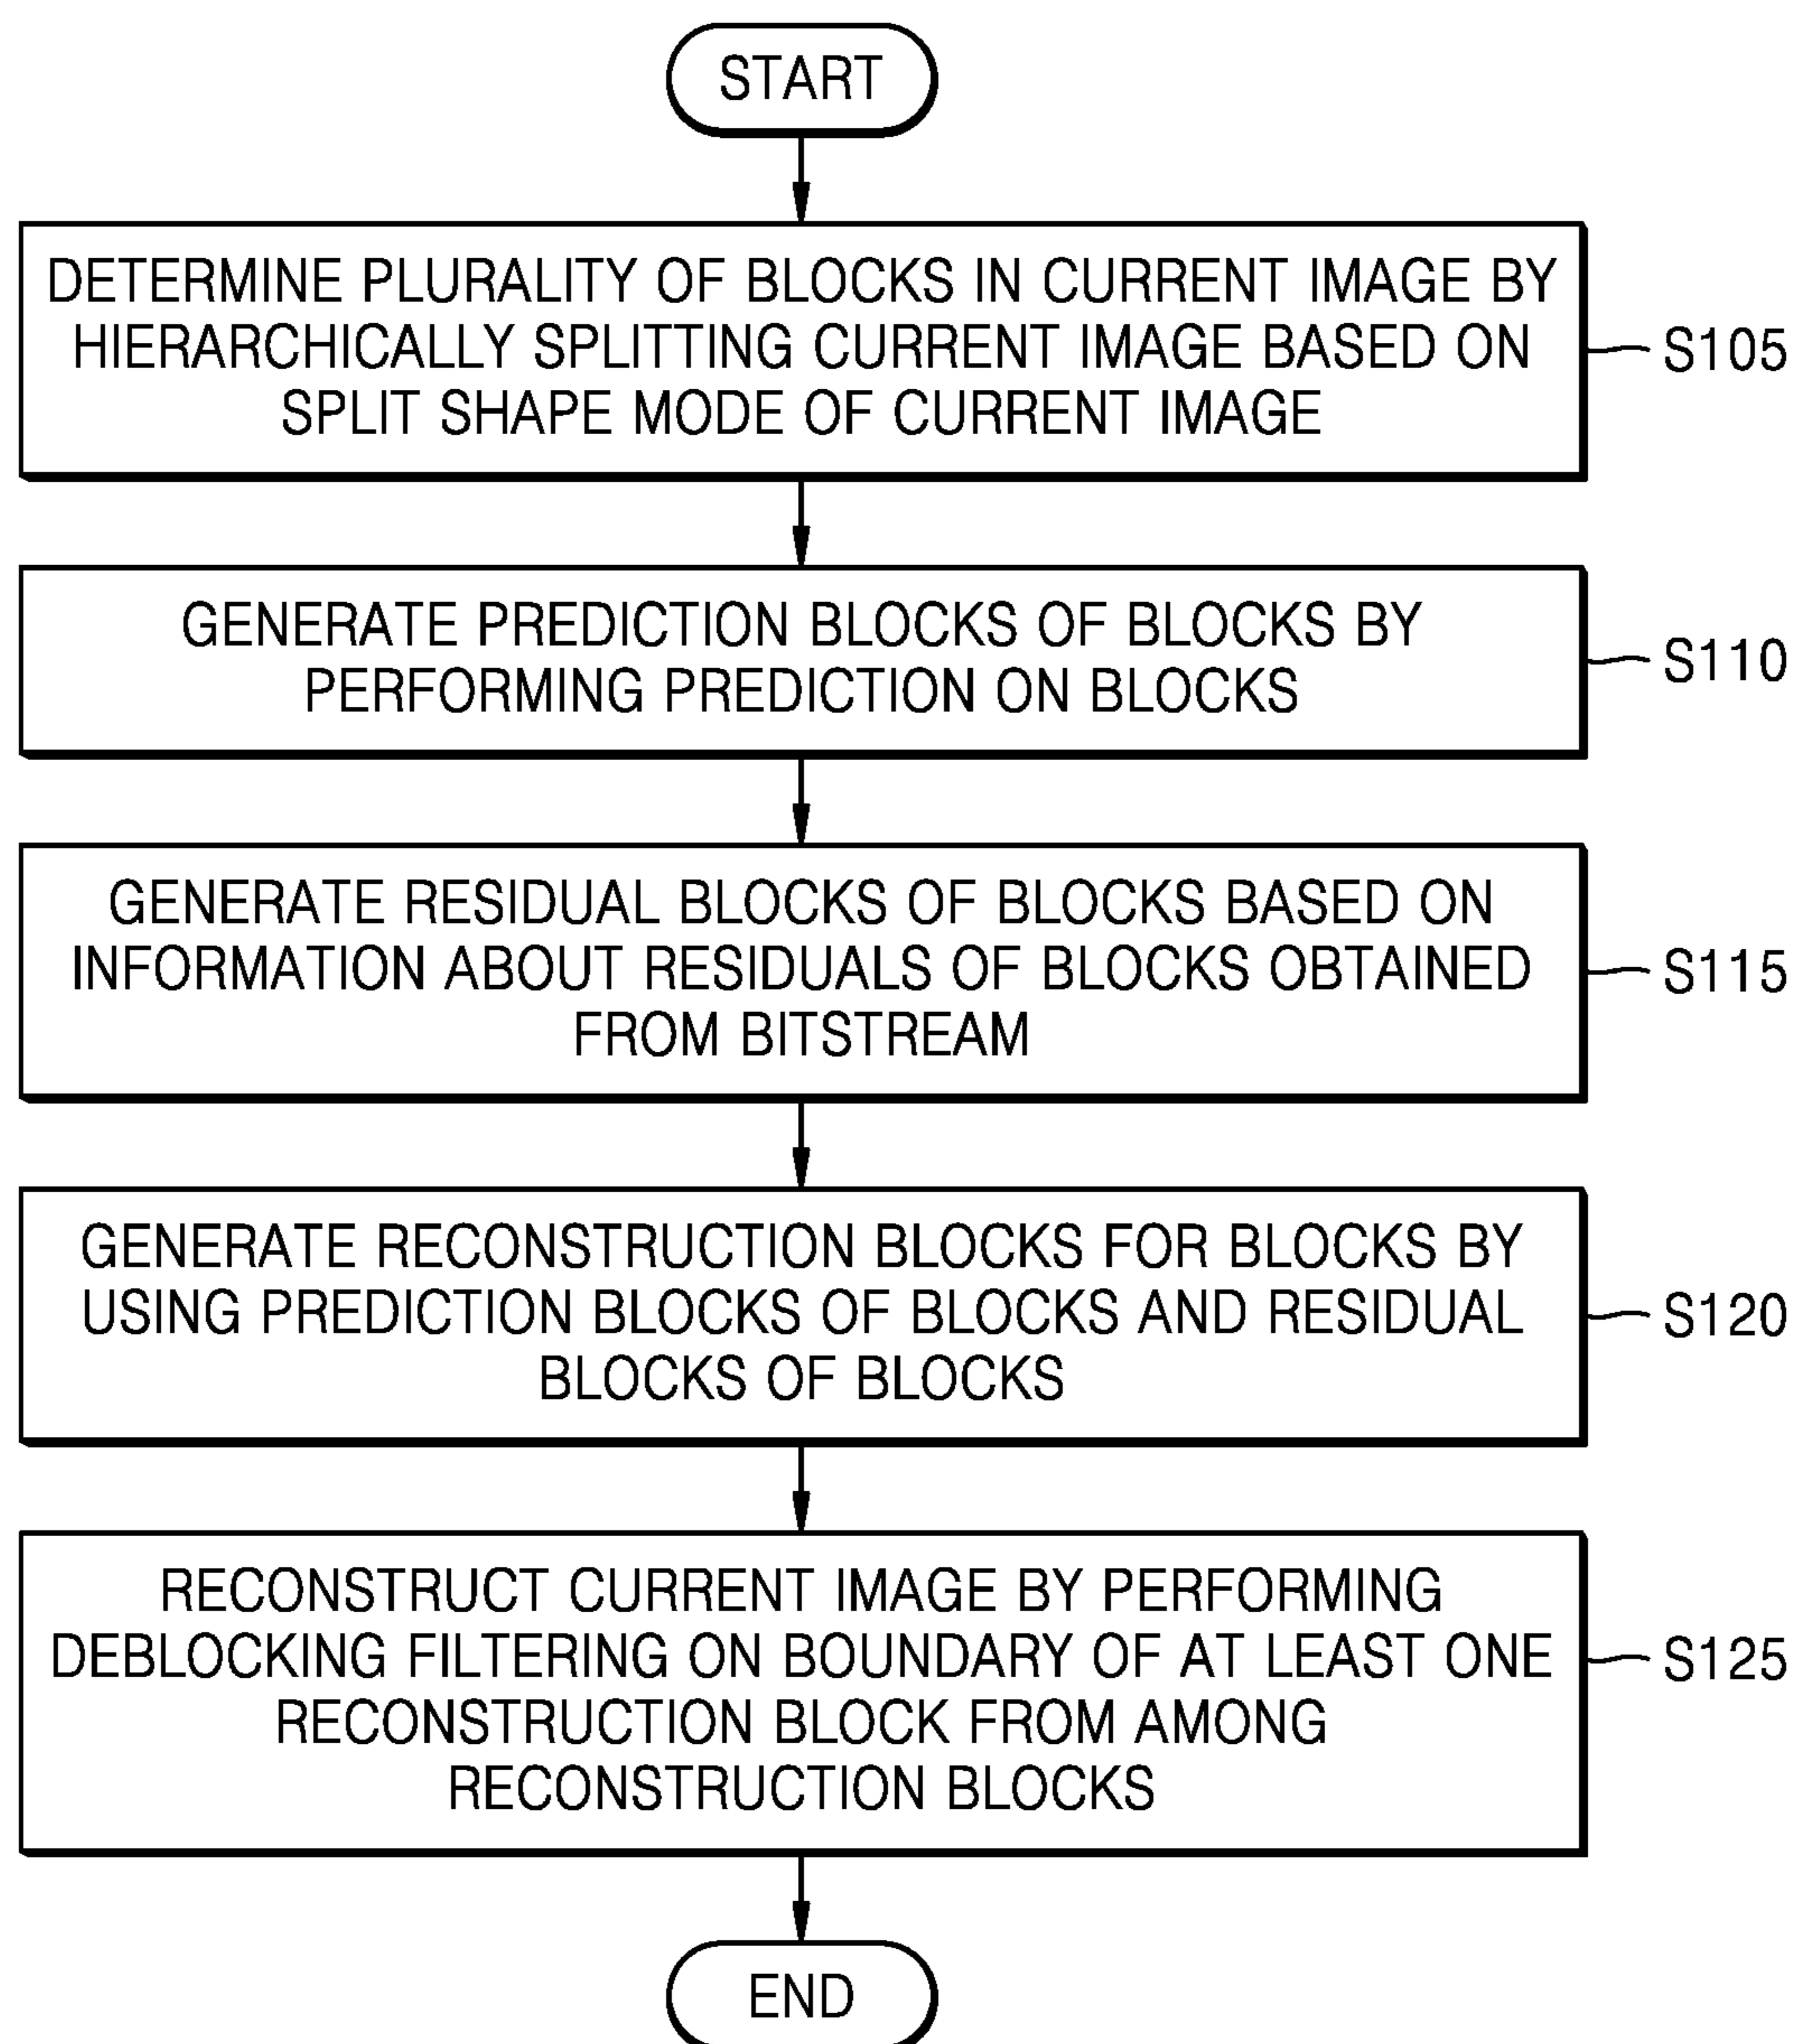 START
DETERMINE PLURALITY OF BLOCKS IN CURRENT IMAGE BY
HIERARCHICALLY SPLITTING CURRENT IMAGE BASED ON
SPLIT SHAPE MODE OF CURRENT IMAGE
S105
GENERATE PREDICTION BLOCKS OF BLOCKS BY
PERFORMING PREDICTION ON BLOCKS
S110
GENERATE RESIDUAL BLOCKS OF BLOCKS BASED ON
INFORMATION ABOUT RESIDUALS OF BLOCKS OBTAINED
FROM BITSTREAM
S115
GENERATE RECONSTRUCTION BLOCKS FOR BLOCKS BY
USING PREDICTION BLOCKS OF BLOCKS AND RESIDUAL
BLOCKS OF BLOCKS
S120
RECONSTRUCT CURRENT IMAGE BY PERFORMING
DEBLOCKING FILTERING ON BOUNDARY OF AT LEAST ONE
RECONSTRUCTION BLOCK FROM AMONG
RECONSTRUCTION BLOCKS
S125
END